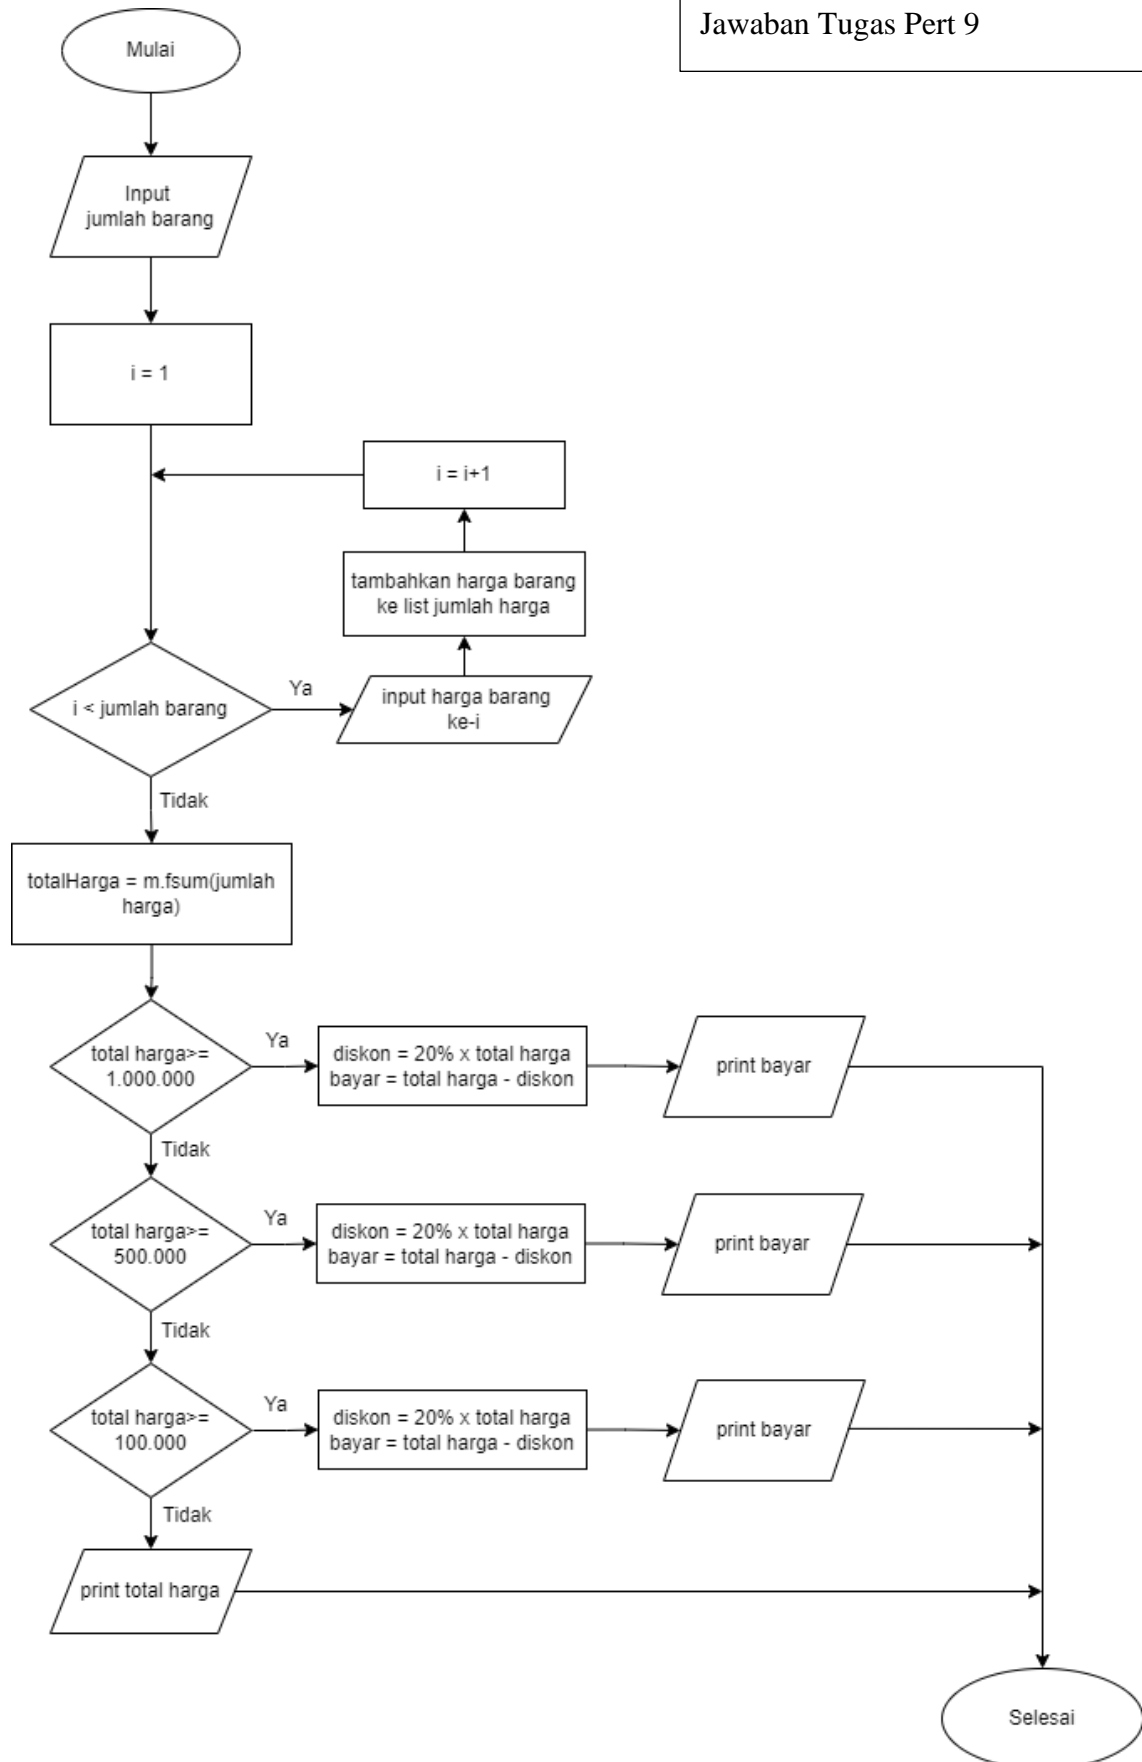 Jawaban Tugas Pert 9
Mulai
Input
jumlah barang
i = 1
i = i+1
tambahkan harga barang
ke list jumlah harga
i < jumlah barang
Ya
input harga barang
ke-i
Tidak
totalHarga = m.fsum(jumlah
harga)
total harga>=
1.000.000
Ya
diskon = 20% x total harga
bayar = total harga - diskon
print bayar
Tidak
total harga>=
500.000
Ya
diskon = 20% x total harga
bayar = total harga - diskon
print bayar
Tidak
total harga>=
100.000
Ya
diskon = 20% x total harga
bayar = total harga - diskon
print bayar
Tidak
print total harga
Selesai